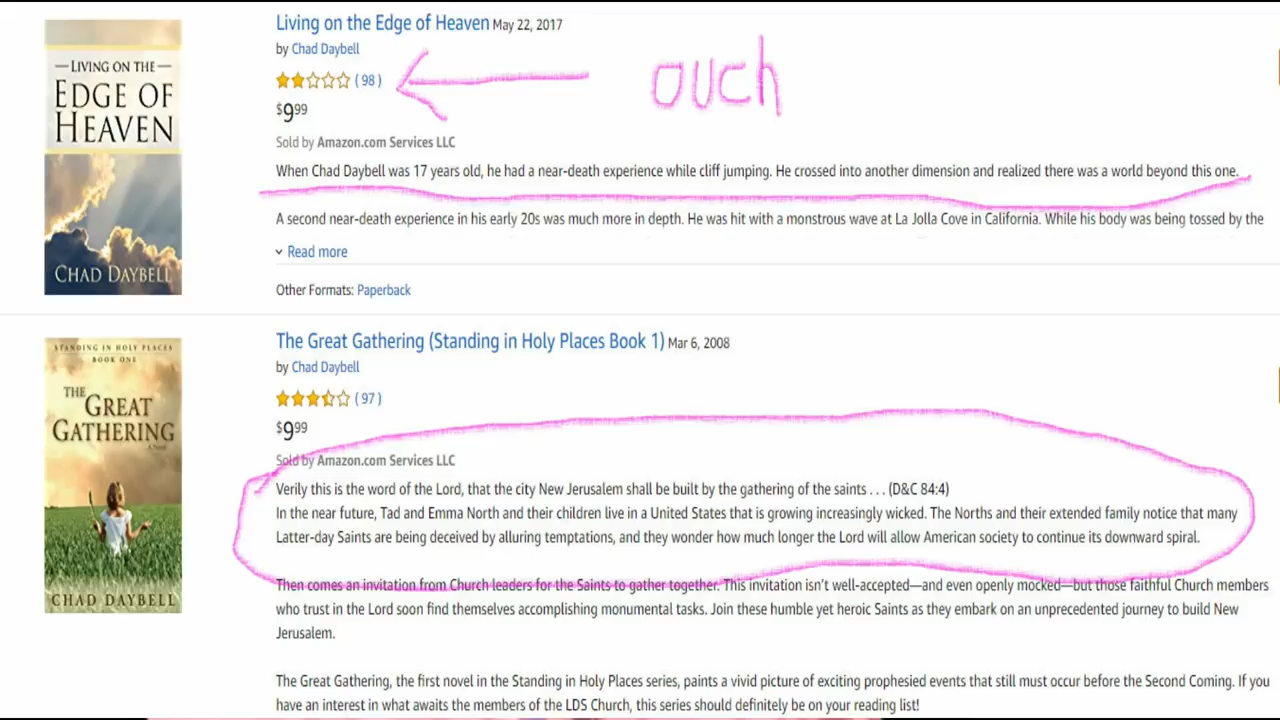 LIVING ON THE
EDGE OF
HEAVEN
CHAD DAYBELL
Living on the Edge of Heaven May 22, 2017
by Chad Daybell
(98)
ouch
$9.99
Sold by Amazon.com Services LLC
When Chad Daybell was 17 years old, he had a near-death experience while cliff jumping. He crossed into another dimension and realized there was a world beyond this one.
A second near-death experience in his early 20s was much more in depth. He was hit with a monstrous wave at La Jolla Cove in California. While his body was being tossed by the
Read more
Other Formats: Paperback
STANDING IN HOLY PLACES
BOOK ONE
THE
GREAT
GATHERING
CHAD DAYBELL
The Great Gathering (Standing in Holy Places Book 1) Mar 6, 2008
by Chad Daybell
(97)
$9.99
Sold by Amazon.com Services LLC
Verily this is the word of the Lord, that the city New Jerusalem shall be built by the gathering of the saints . . . (D&C 84:4)
In the near future, Tad and Emma North and their children live in a United States that is growing increasingly wicked. The Norths and their extended family notice that many
Latter-day Saints are being deceived by alluring temptations, and they wonder how much longer the Lord will allow American society to continue its downward spiral.
Then comes an invitation from Church leaders for the Saints to gather together. This invitation isn't well-accepted—and even openly mocked—but those faithful Church members
who trust in the Lord soon find themselves accomplishing monumental tasks. Join these humble yet heroic Saints as they embark on an unprecedented journey to build New
Jerusalem.
The Great Gathering, the first novel in the Standing in Holy Places series, paints a vivid picture of exciting prophesied events that still must occur before the Second Coming. If you
have an interest in what awaits the members of the LDS Church, this series should definitely be on your reading list!